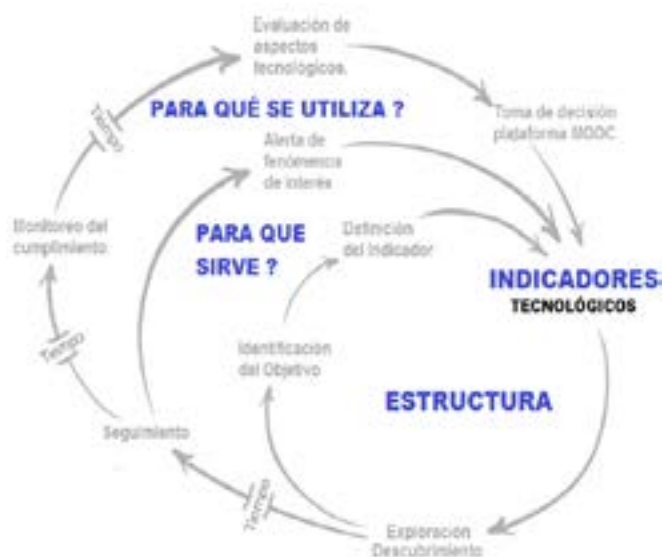 Evaluación de
aspectos
tecnológicos.
Tiempo
PARA QUÉ SE UTILIZA ?
Toma de decisión
plataforma MOOC
Alerta de
fenómenos
de interés
Monitoreo del
cumplimiento
PARA QUE
SIRVE ?
Definición
del Indicador
INDICADORES
TECNOLÓGICOS
Tiempo
Identificación
del Objetivo
ESTRUCTURA
Seguimiento
Tiempo
Exploración
Descubrimiento